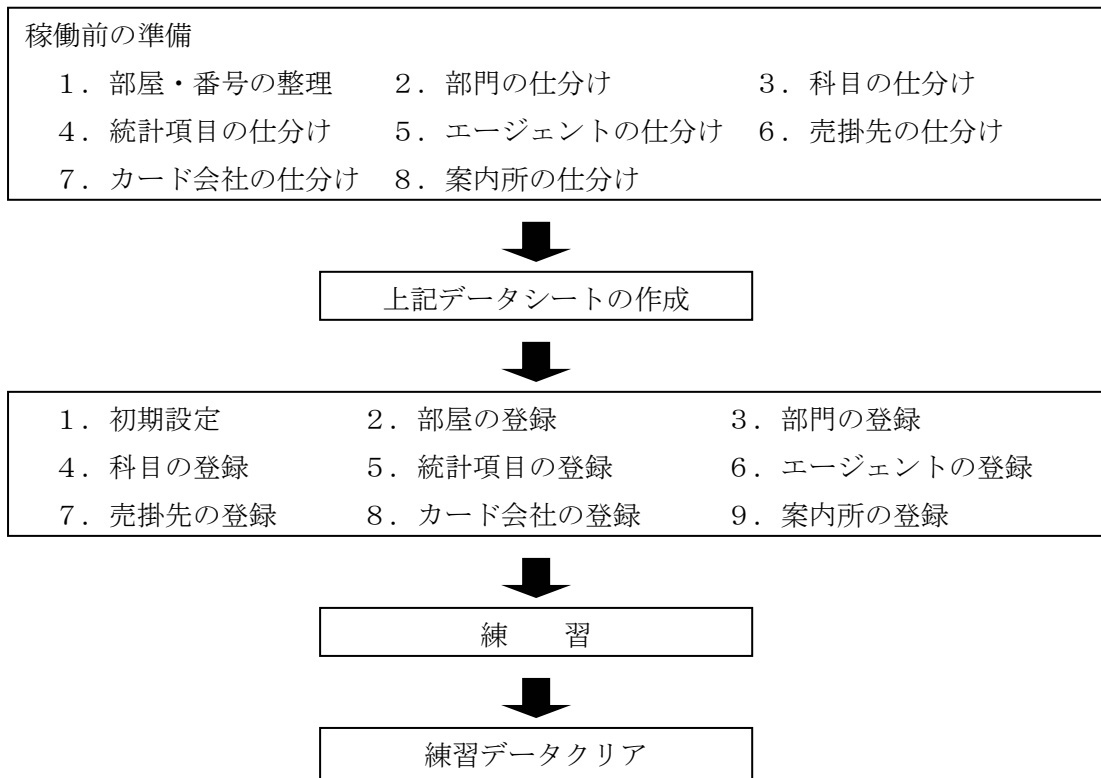 稼働前の準備
１．部屋・番号の整理　２．部門の仕分け　３．科目の仕分け
４．統計項目の仕分け　５．エージェントの仕分け　６．売掛先の仕分け
７．カード会社の仕分け　８．案内所の仕分け
上記データシートの作成
１．初期設定　２．部屋の登録　３．部門の登録
４．科目の登録　５．統計項目の登録　６．エージェントの登録
７．売掛先の登録　８．カード会社の登録　９．案内所の登録
練　　習
練習データクリア